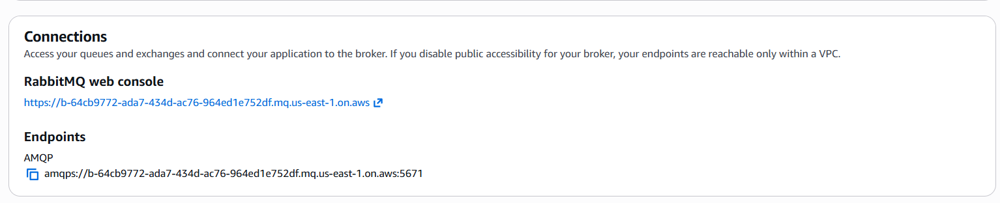 Connections
Access your queues and exchanges and connect your application to the broker. If you disable public accessibility for your broker, your endpoints are reachable only within a VPC.
RabbitMQ web console
https://b-64cb9772-ada7-434d-ac76-964ed1e752df.mq.us-east-1.on.aws
Endpoints
AMQP
amqps://b-64cb9772-ada7-434d-ac76-964ed1e752df.mq.us-east-1.on.aws:5671